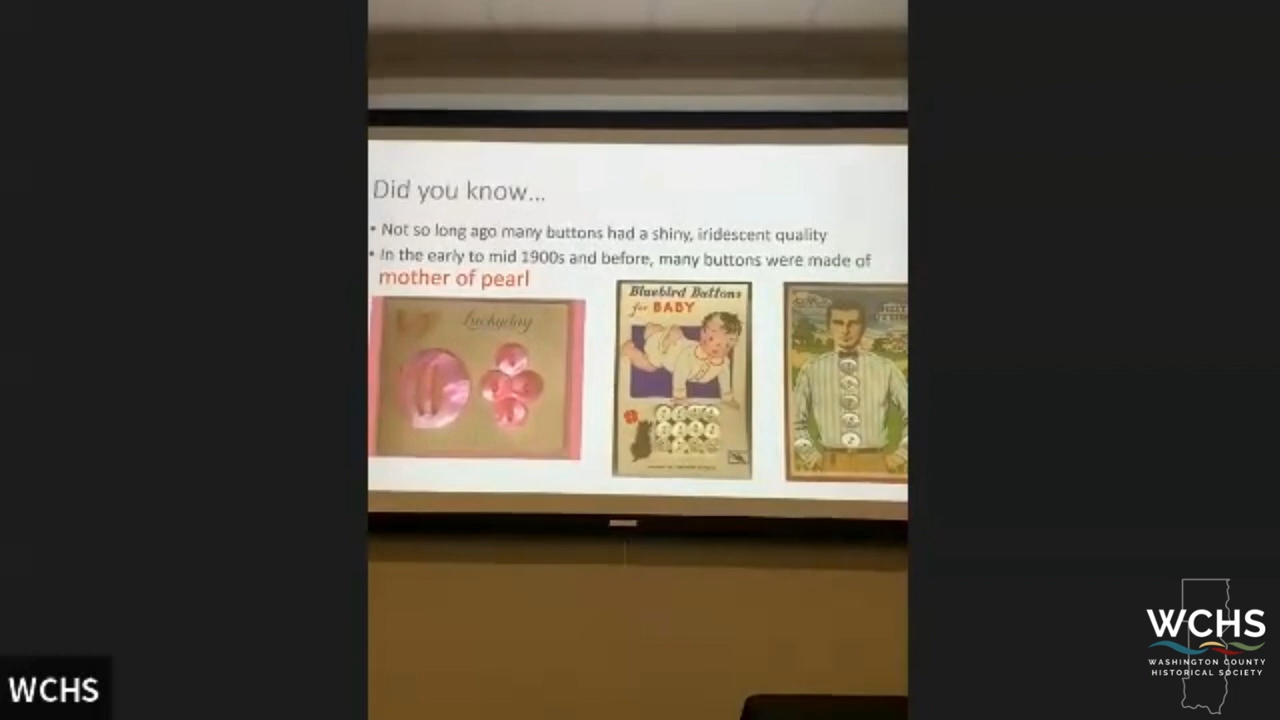 Did you know...
• Not so long ago many buttons had a shiny, iridescent quality
• In the early to mid 1900s and before, many buttons were made of
mother of pearl
Luckyday
Bluebird Buttons
for BABY
WCHS
WCHS
WASHINGTON COUNTY
HISTORICAL SOCIETY